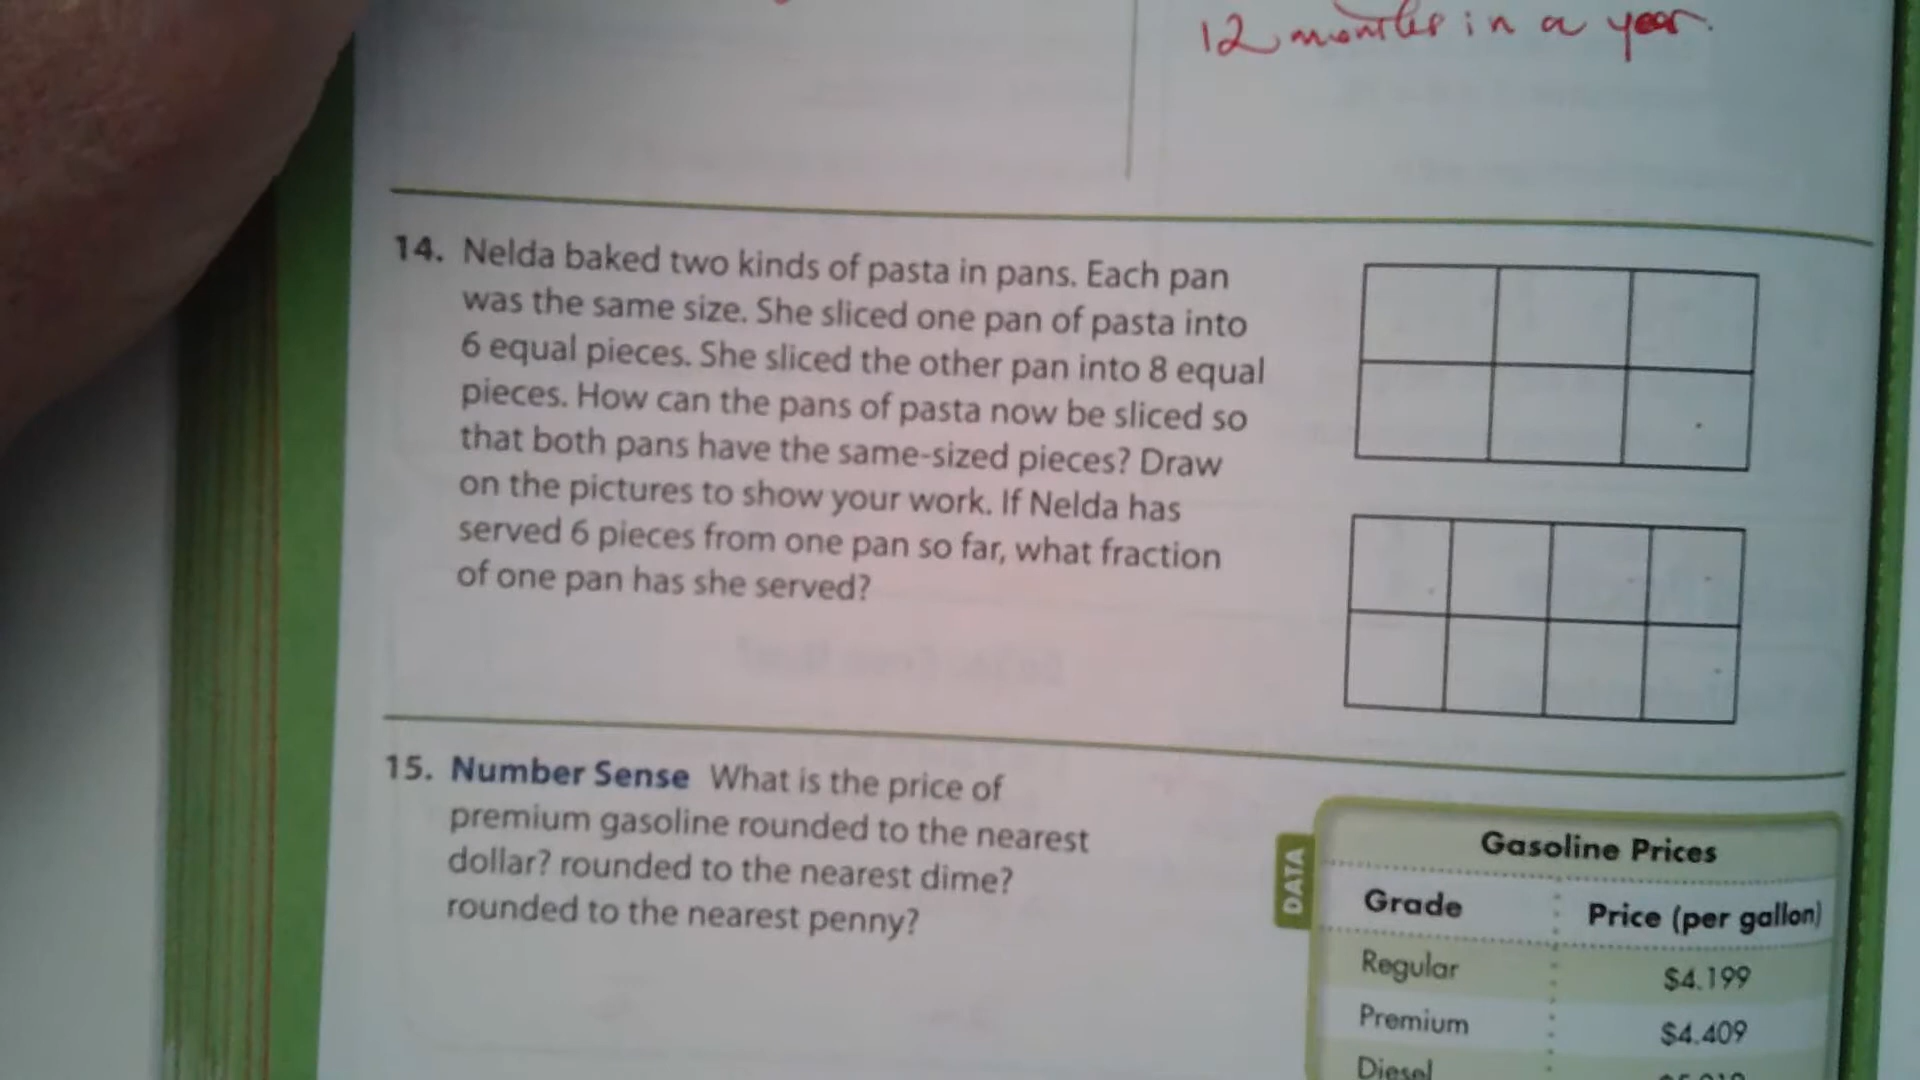 12 months in a year.
14. Nelda baked two kinds of pasta in pans. Each pan
was the same size. She sliced one pan of pasta into
6 equal pieces. She sliced the other pan into 8 equal
pieces. How can the pans of pasta now be sliced so
that both pans have the same-sized pieces? Draw
on the pictures to show your work. If Nelda has
served 6 pieces from one pan so far, what fraction
of one pan has she served?
15. Number Sense What is the price of
premium gasoline rounded to the nearest
dollar? rounded to the nearest dime?
rounded to the nearest penny?
DATA
Gasoline Prices
Grade Price (per gallon)
Regular $4.199
Premium $4.409
Diesel